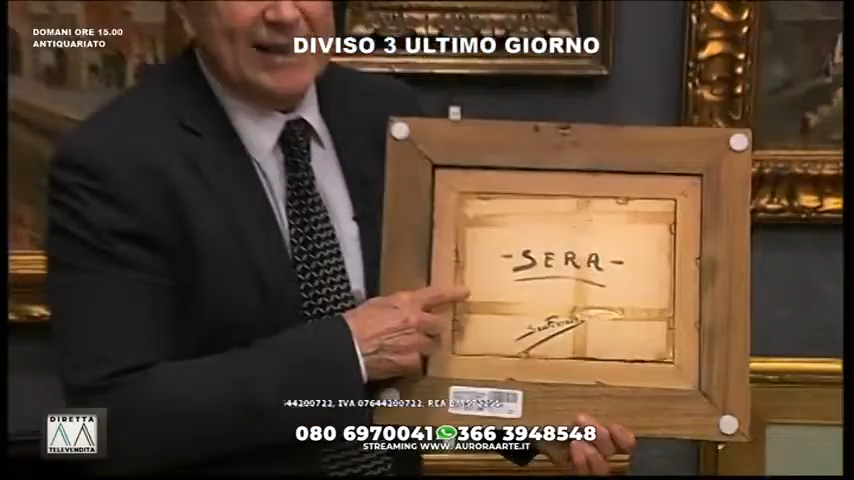 DOMANI ORE 15.00
ANTIQUARIATO
DIVISO 3 ULTIMO GIORNO
- SERA -
44200722, IVA 07644200722, REA
080 6970041 366 3948548
STREAMING WWW. AURORAARTE.IT
DIRETTA
TELEVENDITA